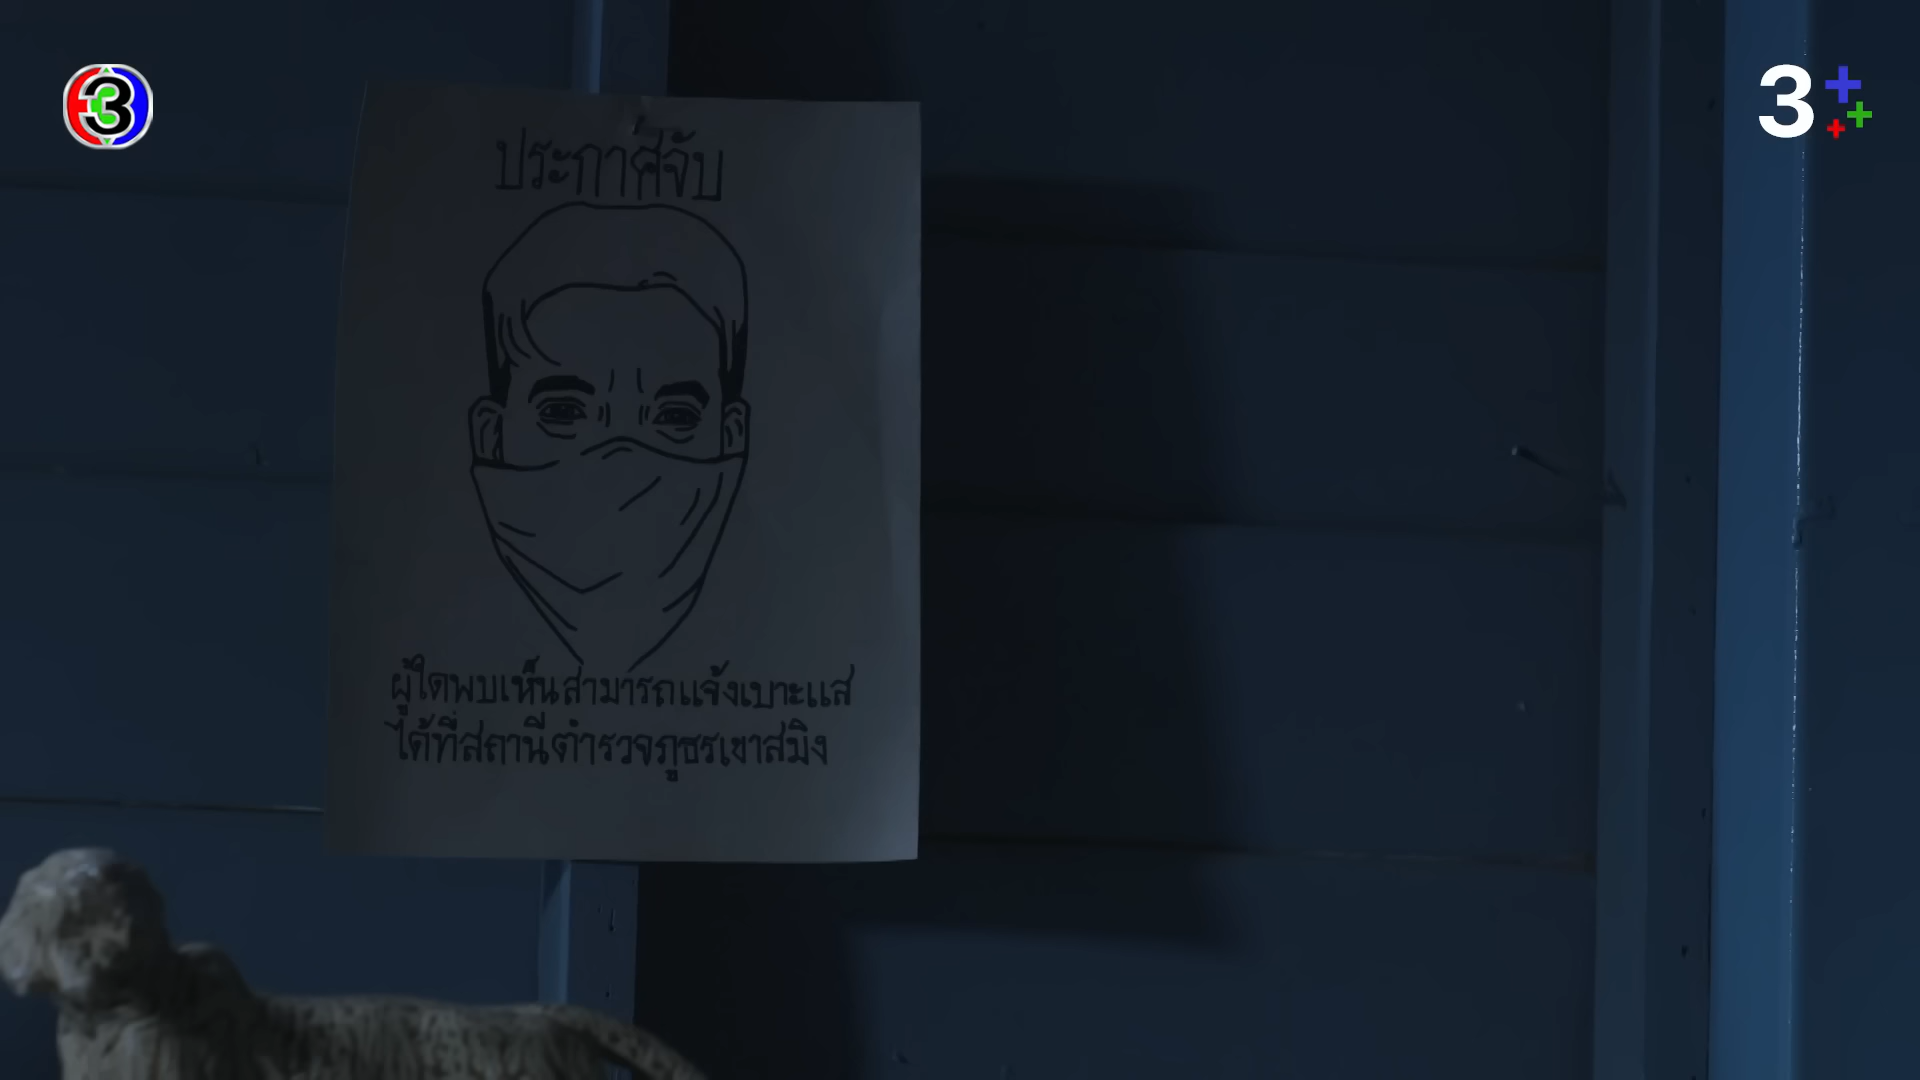 3
3
ประกาศจับ
ผู้ใดพบเห็นสามารถแจ้งเบาะแส
ได้ที่สถานีตำรวจภูธรเขาสมิง